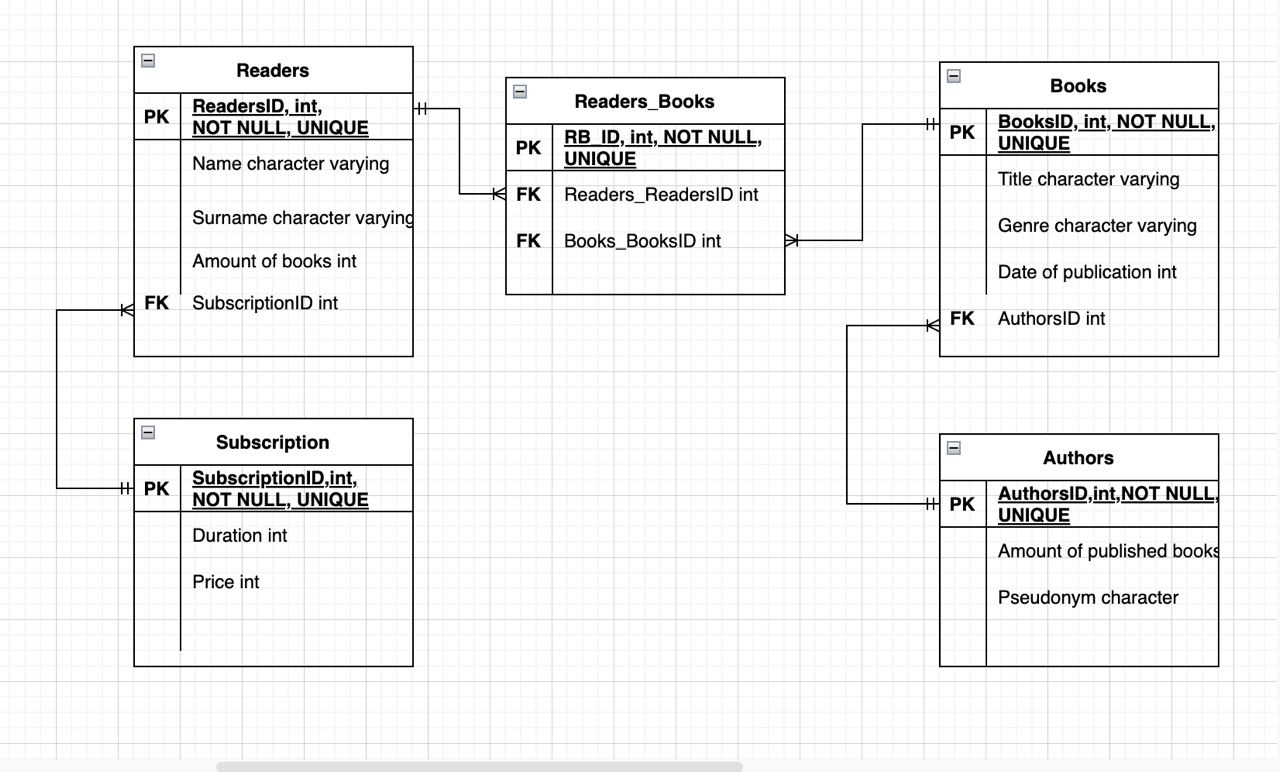 Readers
PK
ReadersID, int,
NOT NULL, UNIQUE
Name character varying
Surname character varying
Amount of books int
FK SubscriptionID int
Readers_Books
PK
RB_ID, int, NOT NULL,
UNIQUE
FK Readers_ReadersID int
FK Books_BooksID int
Books
PK
BooksID, int, NOT NULL,
UNIQUE
Title character varying
Genre character varying
Date of publication int
FK AuthorsID int
Subscription
PK
SubscriptionID,int,
NOT NULL, UNIQUE
Duration int
Price int
Authors
PK
AuthorsID,int,NOT NULL,
UNIQUE
Amount of published books
Pseudonym character